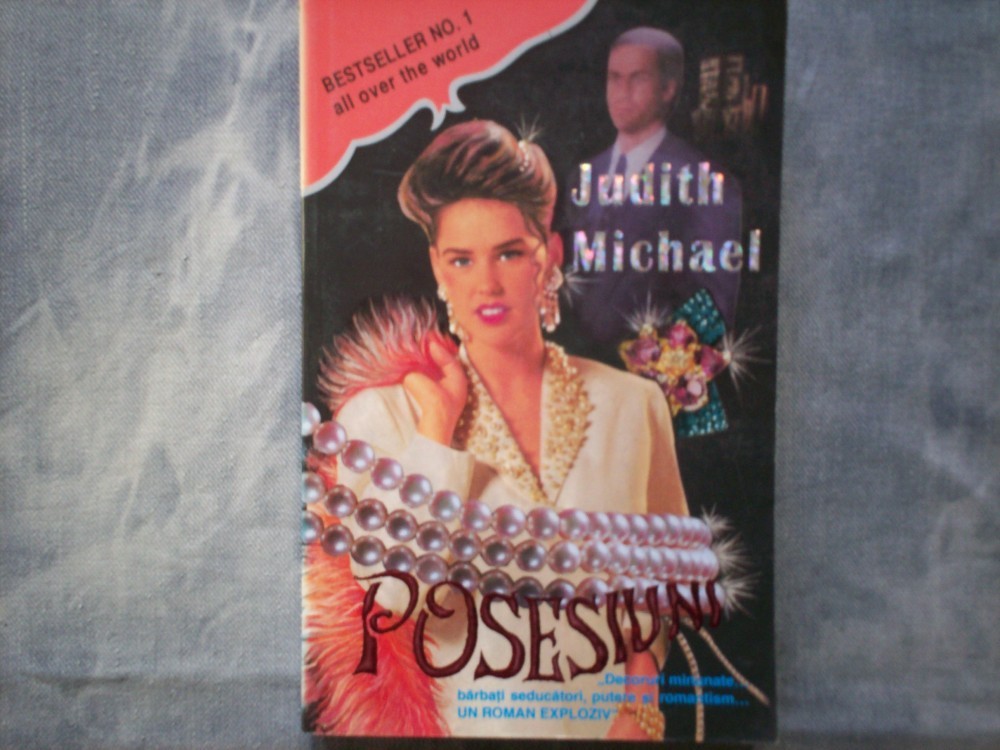 BESTSELLER NO. 1
all over the world
Judith
Michael
POSESIUNI
„Decoruri minunate...
bărbați seducători, putere și romantism...
UN ROMAN EXPLOZIV"